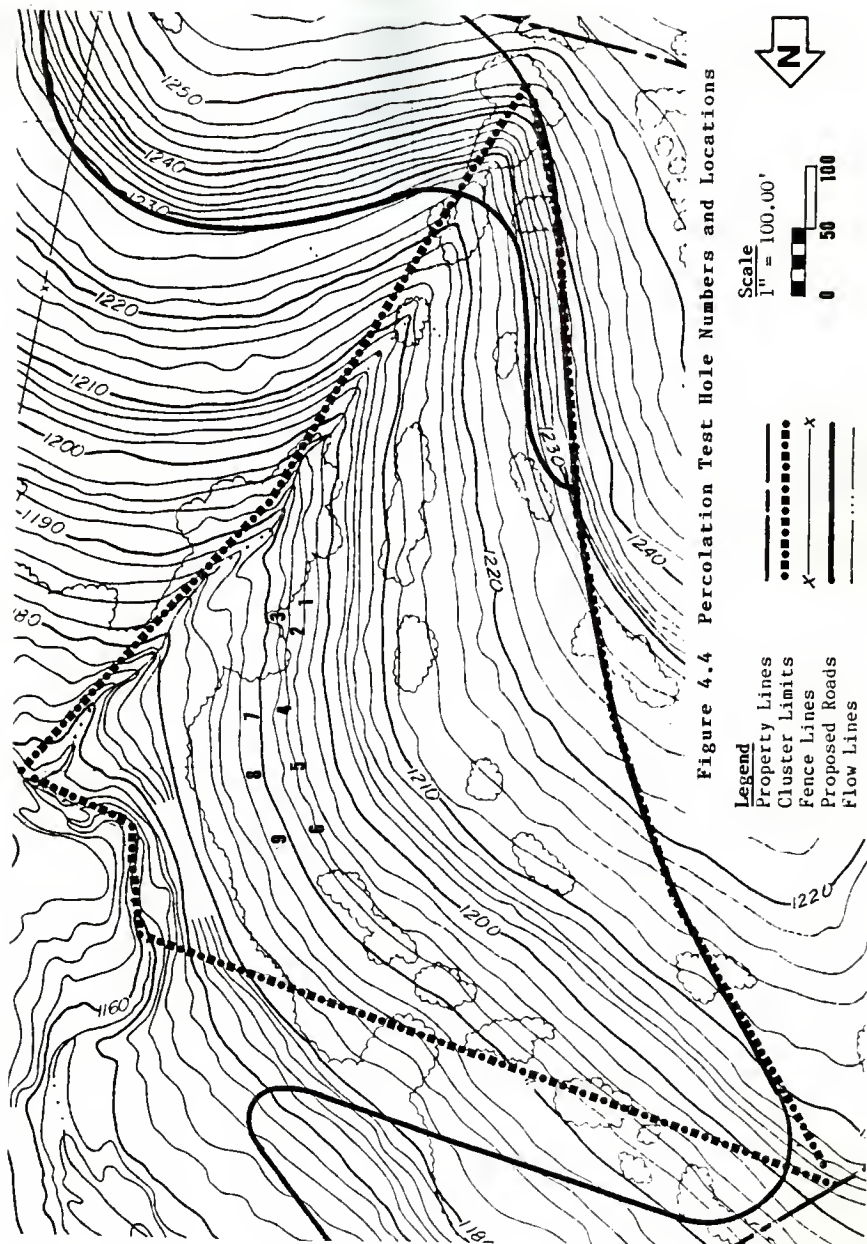 1250
1240
1230
1220
1210
1200
1190
180
1160
1
2
3
4
5
6
7
8
9
1220
1230
1210
1200
1240
1220
118
Figure 4.4 Percolation Test Hole Numbers and Locations
Legend
Property Lines
Cluster Limits
Fence Lines
x x
Proposed Roads
Flow Lines
Scale
1" = 100.00'
0 50 100
N
x